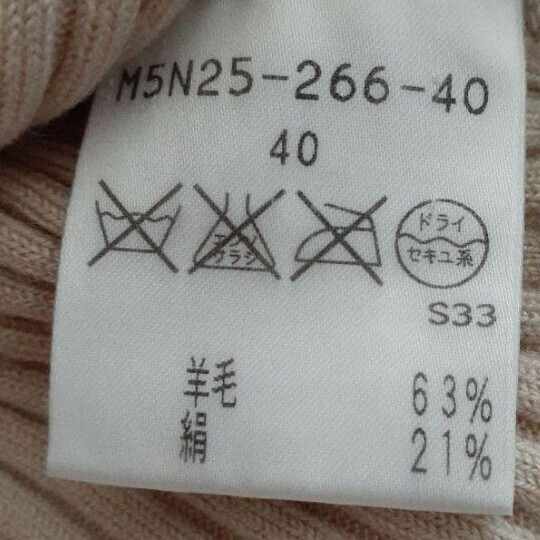 M5N25-266-40
40
エンソ
サラシ
ドライ
セキユ系
S33
羊毛 63%
絹 21%